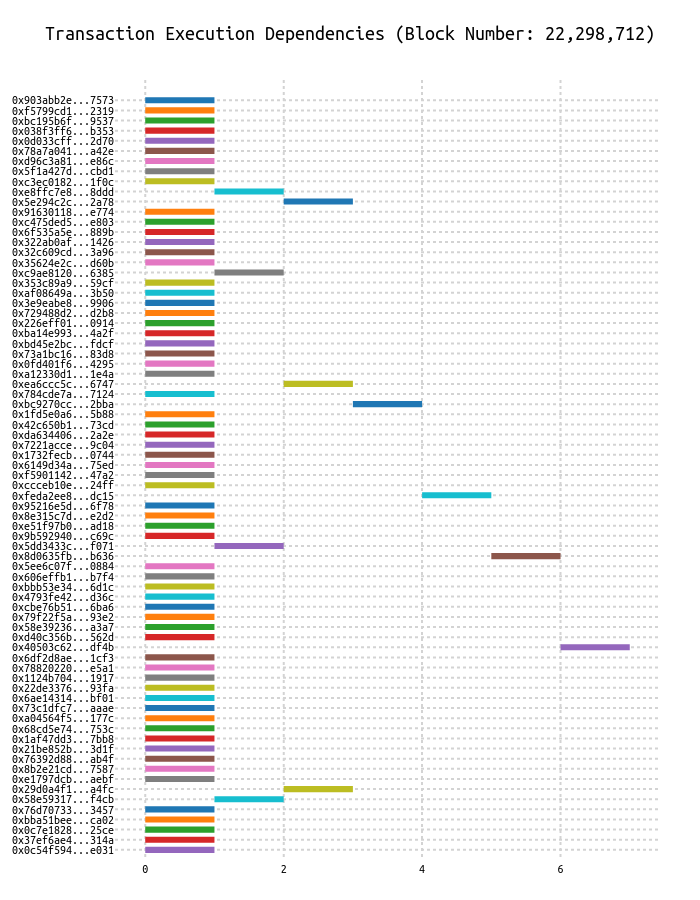 Transaction Execution Dependencies (Block Number: 22,298,712)
0x903abb2e...7573
0xf5799cd1...2319
0xbc195b6f...9537
0x038f3ff6...b353
0x0d033cff...2d70
0x78a7a041...a42e
0xd96c3a81...e86c
0x5f1a427d...cbd1
0xc3ec0182...1f0c
0xe8ffc7e8...8ddd
0x5e294c2c...2a78
0x91630118...e774
0xc475ded5...e803
0x6f535a5e...889b
0x322ab0af...1426
0x32c609cd...3a96
0x35624e2c...d60b
0xc9ae8120...6385
0x353c89a9...59cf
0xaf08649a...3b50
0x3e9eabe8...9906
0x729488d2...d2b8
0x226eff01...0914
0xba14e993...4a2f
0xbd45e2bc...fdcf
0x73a1bc16...83d8
0x0fd401f6...4295
0xa12330d1...1e4a
0xea6ccc5c...6747
0x784cde7a...7124
0xbc9270cc...2bba
0x1fd5e0a6...5b88
0x42c650b1...73cd
0xda634406...2a2e
0x7221acce...9c04
0x1732fecb...0744
0x6149d34a...75ed
0xf5901142...47a2
0xccceb10e...24ff
0xfeda2ee8...dc15
0x95216e5d...6f78
0x8e315c7d...e2d2
0xe51f97b0...ad18
0x9b592940...c69c
0x5dd3433c...f071
0x8d0635fb...b636
0x5ee6c07f...0884
0x606effb1...b7f4
0xbbb53e34...6d1c
0x4793fe42...d36c
0xcbe76b51...6ba6
0x79f22f5a...93e2
0x58e39236...a3a7
0xd40c356b...562d
0x40503c62...df4b
0x6df2d8ae...1cf3
0x78820220...e5a1
0x1124b704...1917
0x22de3376...93fa
0x6ae14314...bf01
0x73c1dfc7...aaae
0xa04564f5...177c
0x68cd5e74...753c
0x1af47dd3...7bb8
0x21be852b...3d1f
0x76392d88...ab4f
0x8b2e21cd...7587
0xe1797dcb...aebf
0x29d0a4f1...a4fc
0x58e59317...f4cb
0x76d70733...3457
0xbba51bee...ca02
0x0c7e1828...25ce
0x37ef6ae4...314a
0x0c54f594...e031
0 2 4 6